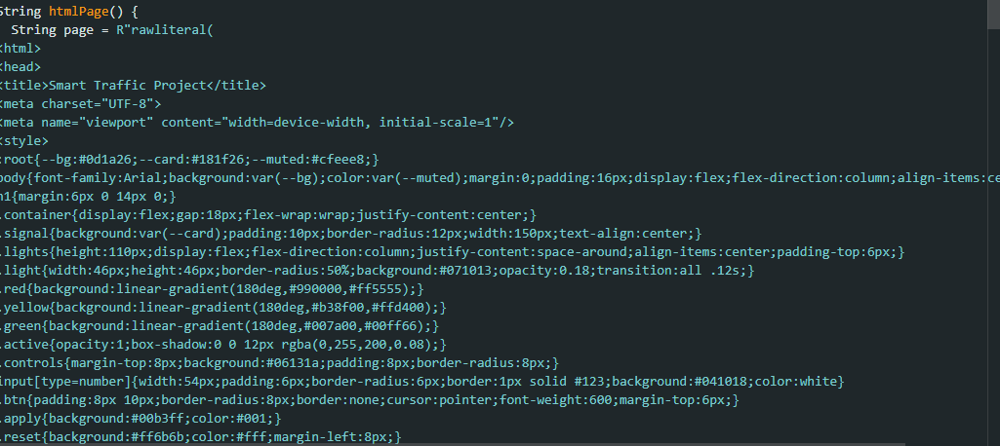 String htmlPage() {
String page = R"rawliteral(
<html>
<head>
<title>Smart Traffic Project</title>
<meta charset="UTF-8">
<meta name="viewport" content="width=device-width, initial-scale=1"/>
<style>
:root{--bg:#0d1a26;--card:#181f26;--muted:#cfeee8;}
body{font-family:Arial;background:var(--bg);color:var(--muted);margin:0;padding:16px;display:flex;flex-direction:column;align-items:ce
h1{margin:6px 0 14px 0;}
.container{display:flex;gap:18px;flex-wrap:wrap;justify-content:center;}
.signal{background:var(--card);padding:10px;border-radius:12px;width:150px;text-align:center;}
.lights{height:110px;display:flex;flex-direction:column;justify-content:space-around;align-items:center;padding-top:6px;}
.light{width:46px;height:46px;border-radius:50%;background:#071013;opacity:0.18;transition:all .12s;}
.red{background:linear-gradient(180deg,#990000,#ff5555);}
.yellow{background:linear-gradient(180deg,#b38f00,#ffd400);}
.green{background:linear-gradient(180deg,#007a00,#00ff66);}
.active{opacity:1;box-shadow:0 0 12px rgba(0,255,200,0.08);}
.controls{margin-top:8px;background:#06131a;padding:8px;border-radius:8px;}
input[type=number]{width:54px;padding:6px;border-radius:6px;border:1px solid #123;background:#041018;color:white}
.btn{padding:8px 10px;border-radius:8px;border:none;cursor:pointer;font-weight:600;margin-top:6px;}
.apply{background:#00b3ff;color:#001;}
.reset{background:#ff6b6b;color:#fff;margin-left:8px;}